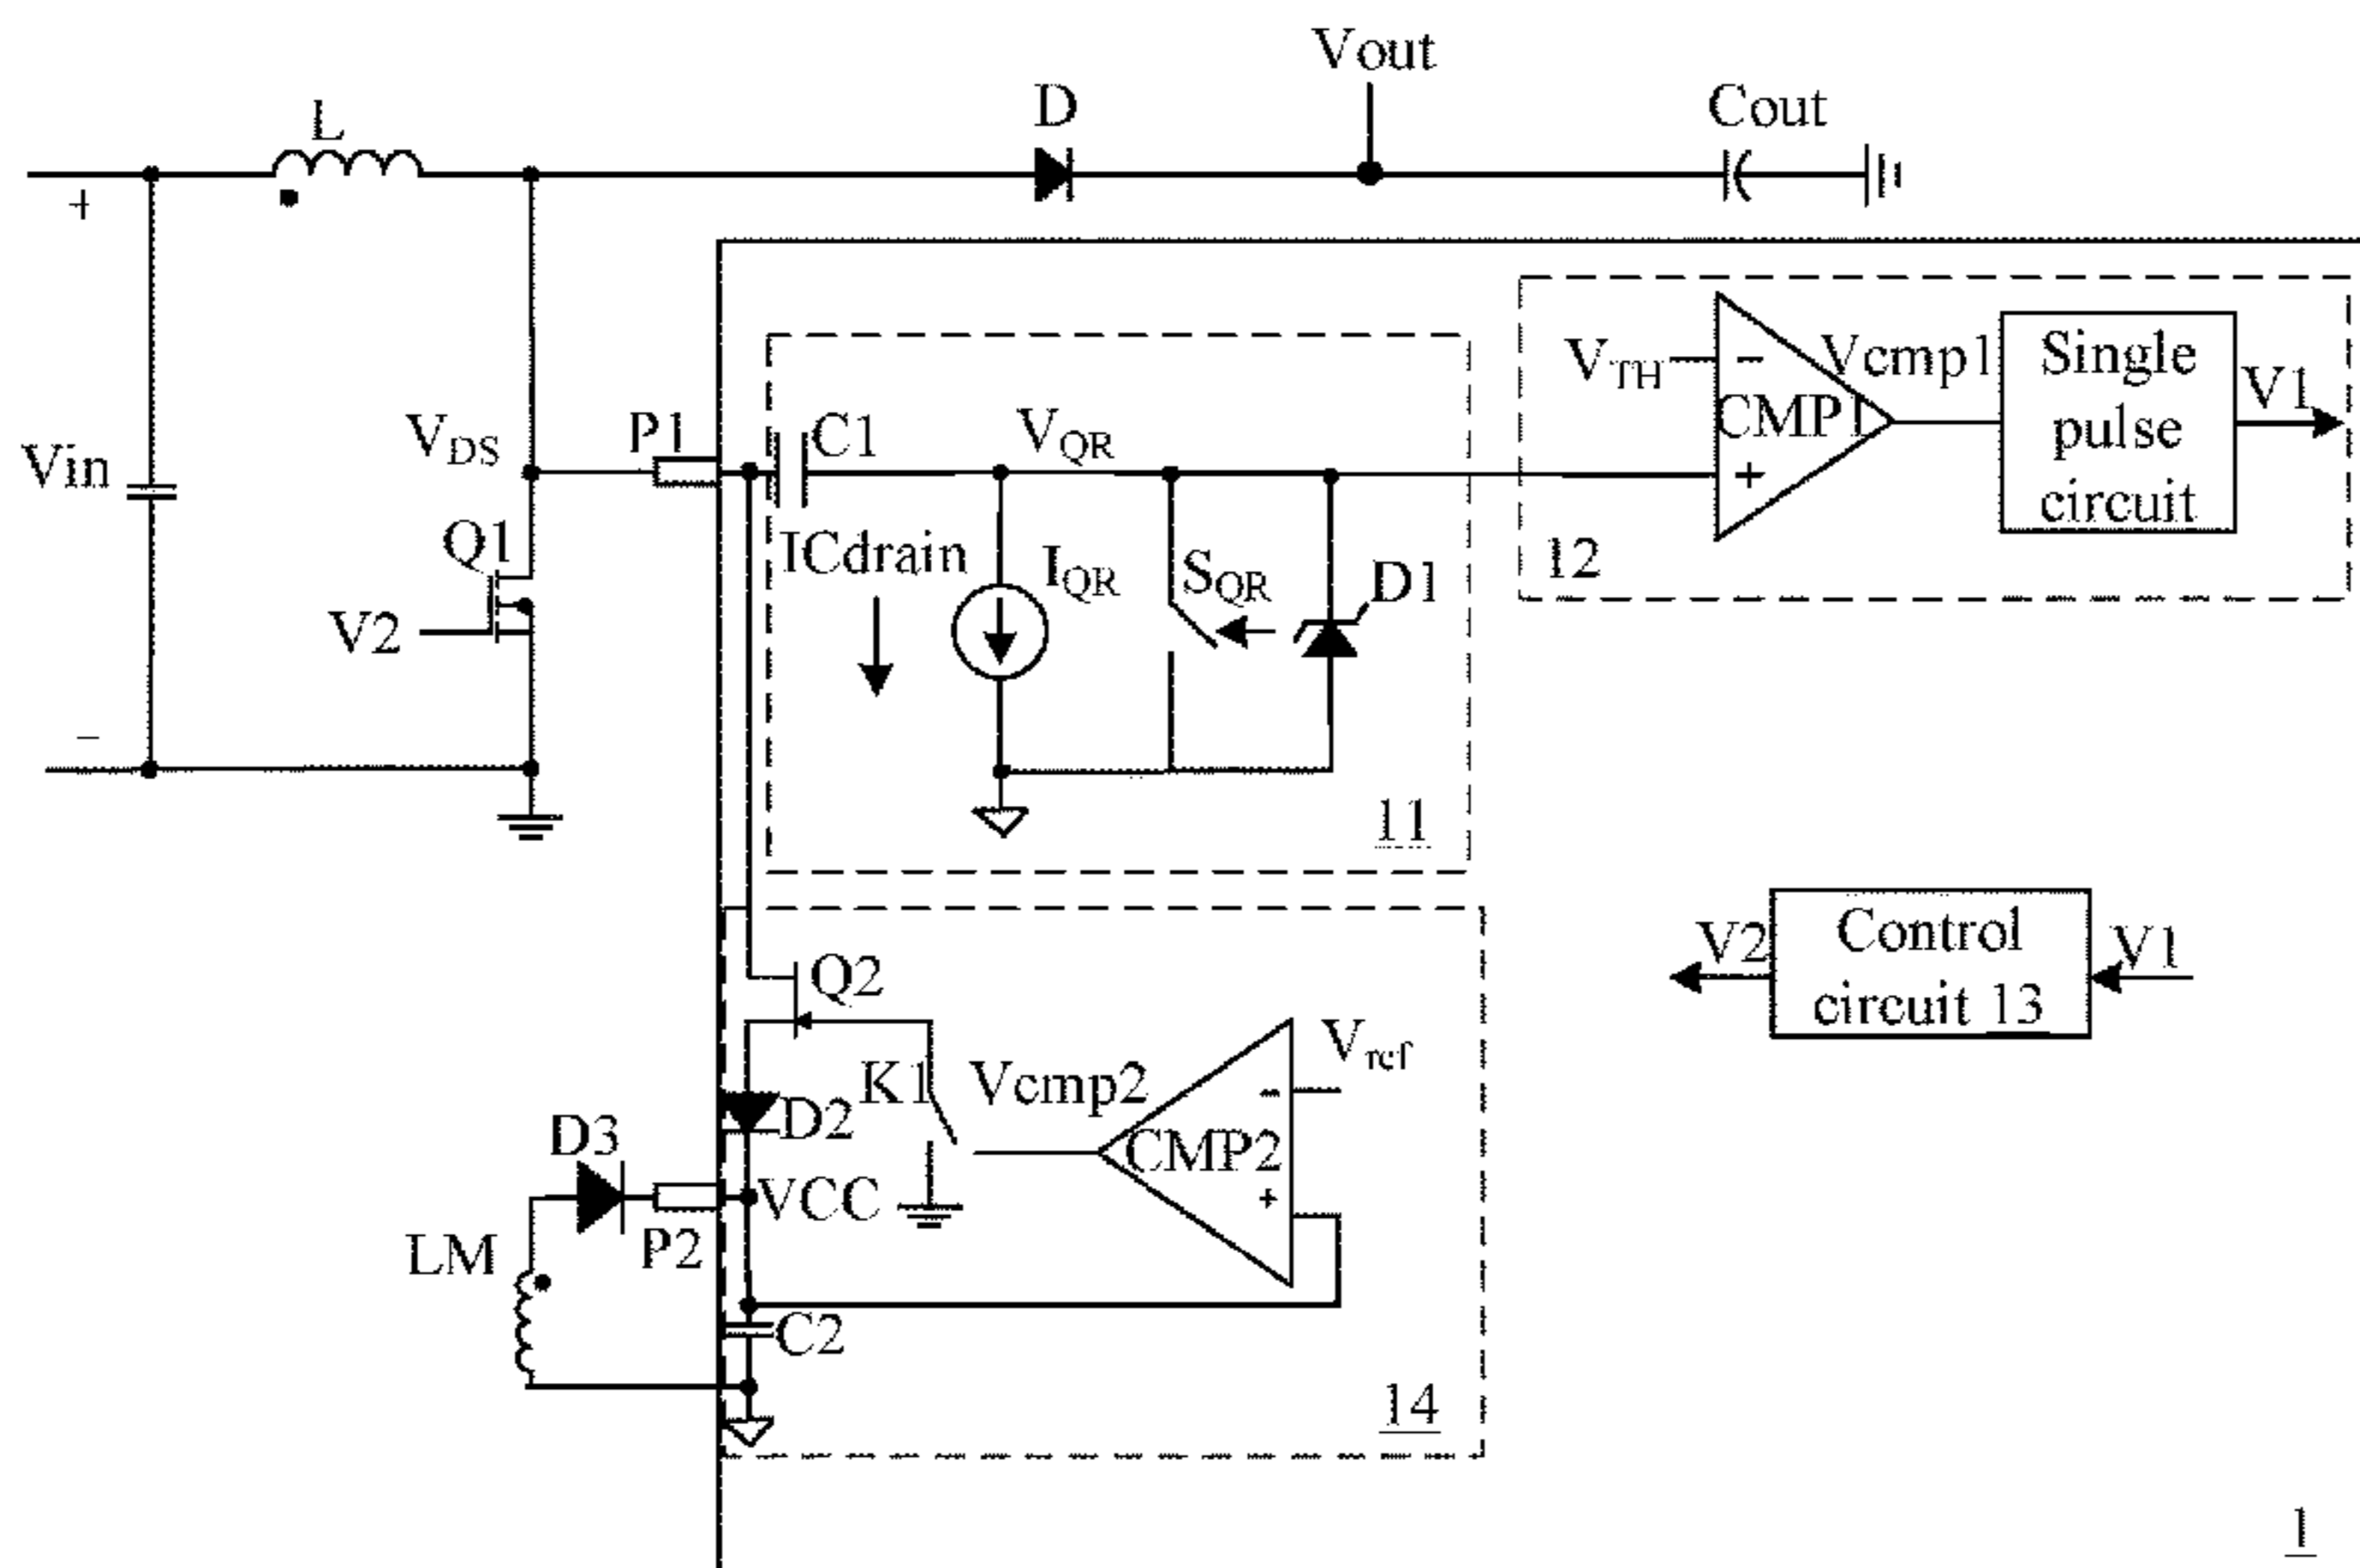 Vout
D
Cout
L
+
Vin
−
VDS
P1
Q1
V2
C1
VQR
ICdrain
IQR
SQR
D1
11
VTH
−
Vcmp1
CMP1
+
Single
pulse
circuit
V1
12
V2
Control
circuit 13
V1
Q2
Vref
K1
Vcmp2
−
CMP2
+
D2
D3
VCC
P2
LM
C2
14
1